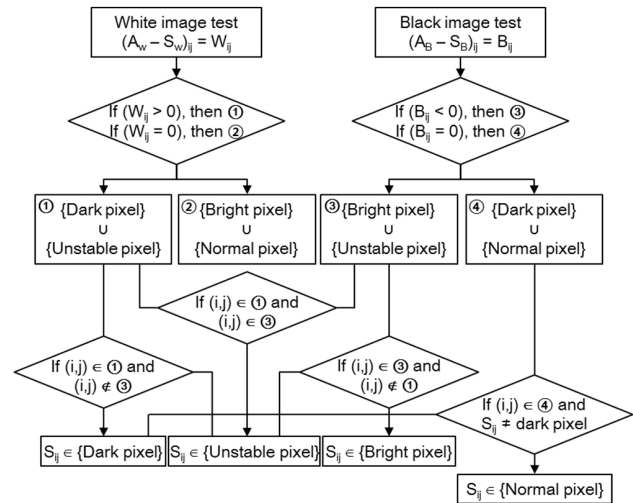 White image test
(A_w – S_w)_ij = W_ij
Black image test
(A_B – S_B)_ij = B_ij
If (W_ij > 0), then ①
If (W_ij = 0), then ②
If (B_ij < 0), then ③
If (B_ij = 0), then ④
① {Dark pixel}
∪
{Unstable pixel}
② {Bright pixel}
∪
{Normal pixel}
③ {Bright pixel}
∪
{Unstable pixel}
④ {Dark pixel}
∪
{Normal pixel}
If (i,j) ∈ ① and
(i,j) ∈ ③
If (i,j) ∈ ① and
(i,j) ∉ ③
If (i,j) ∈ ③ and
(i,j) ∉ ①
If (i,j) ∈ ④ and
S_ij ≠ dark pixel
S_ij ∈ {Dark pixel}
S_ij ∈ {Unstable pixel}
S_ij ∈ {Bright pixel}
S_ij ∈ {Normal pixel}